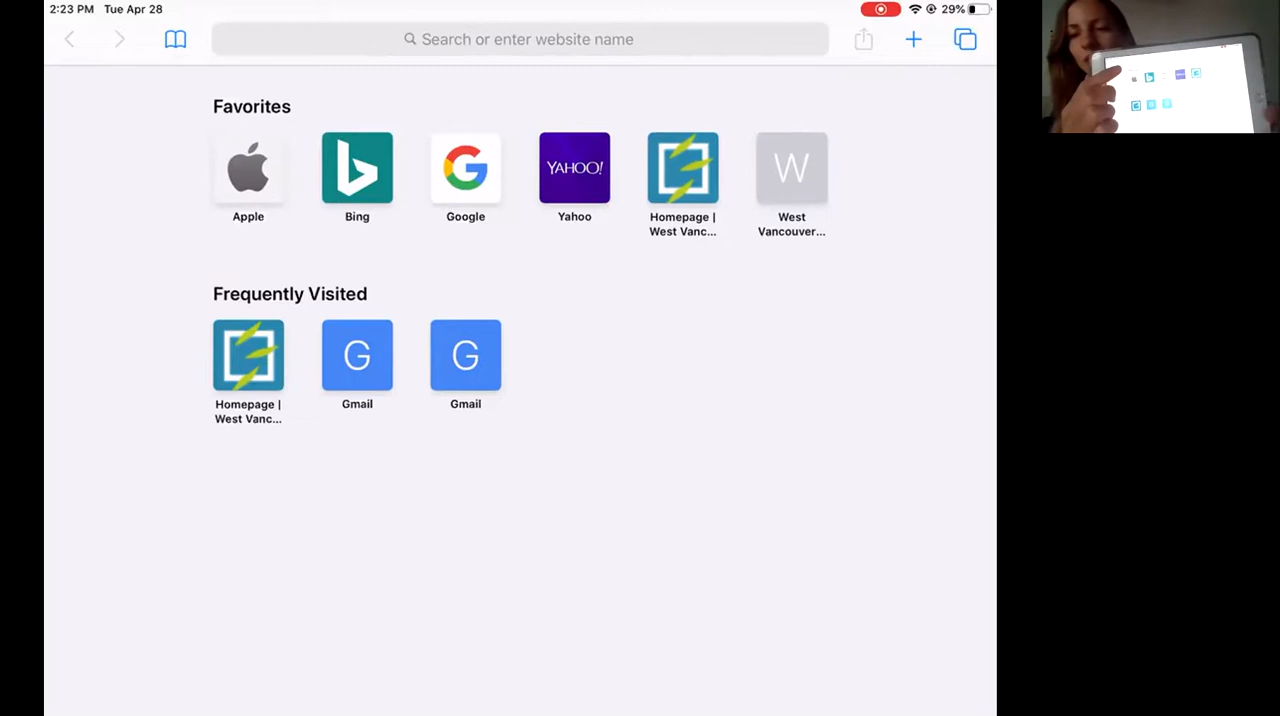 2:23 PM Tue Apr 28
29%
Search or enter website name
Favorites
YAHOO!
W
Apple
Bing
Google
Yahoo
Homepage |
West Vanc...
West
Vancouver...
Frequently Visited
G
G
Homepage |
West Vanc...
Gmail
Gmail